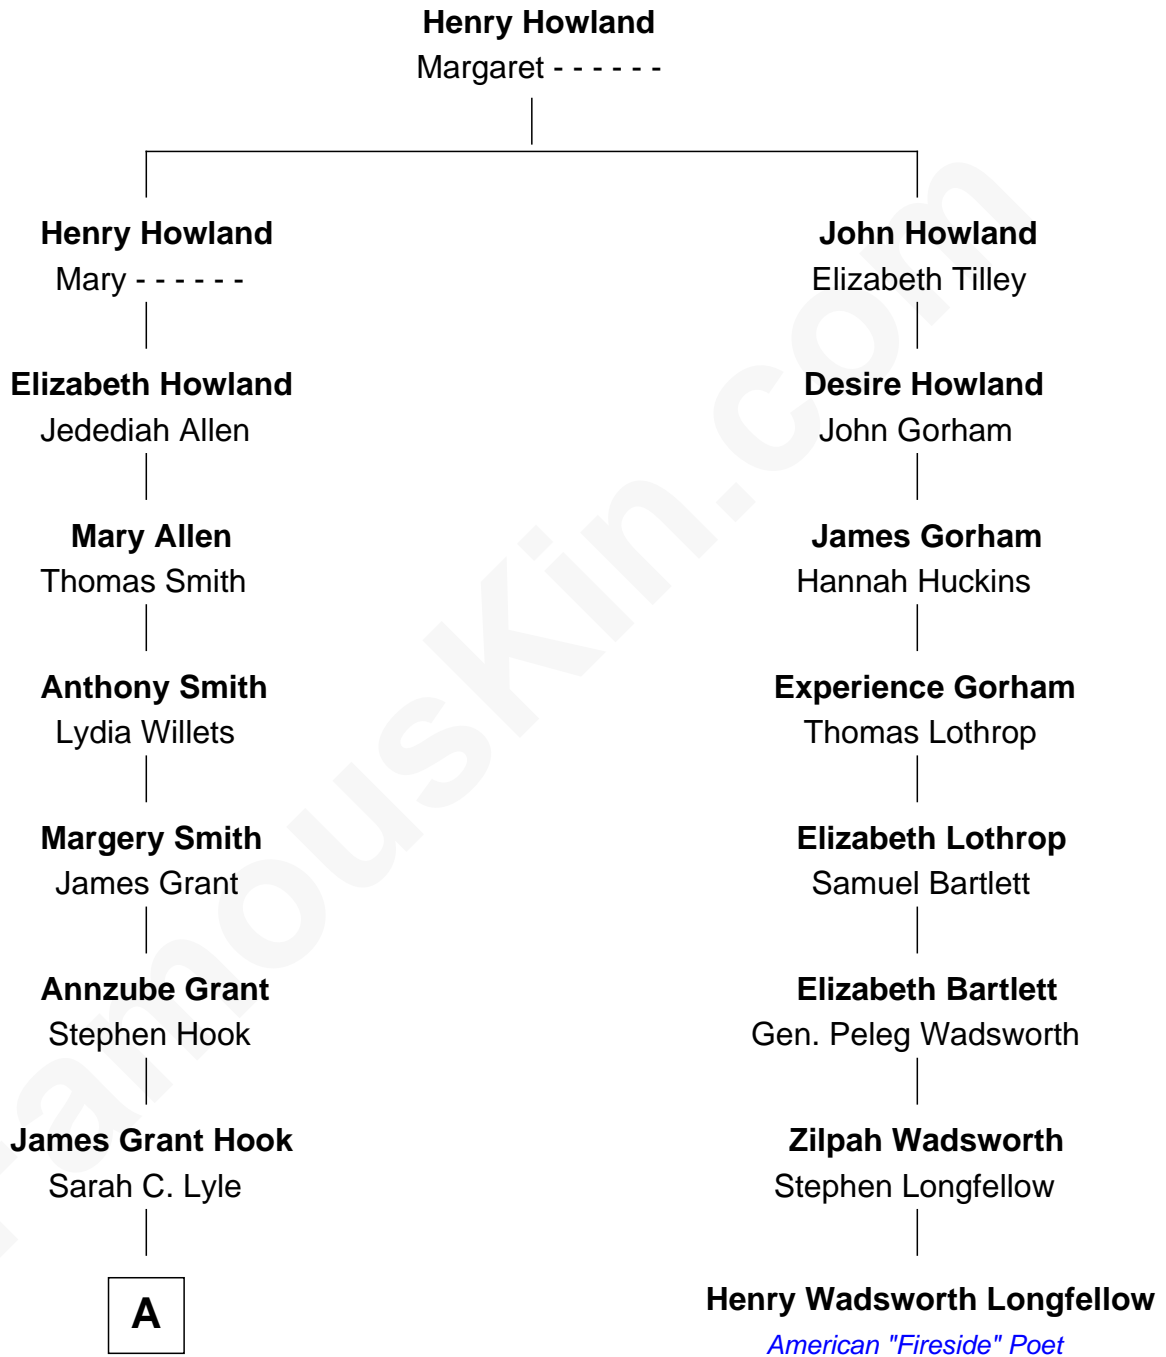 Henry Howland
Margaret - - - - - -
Henry Howland
Mary - - - - - -
John Howland
Elizabeth Tilley
Elizabeth Howland
Jedediah Allen
Desire Howland
John Gorham
Mary Allen
Thomas Smith
James Gorham
Hannah Huckins
Anthony Smith
Lydia Willets
Experience Gorham
Thomas Lothrop
Margery Smith
James Grant
Elizabeth Lothrop
Samuel Bartlett
Annzube Grant
Stephen Hook
Elizabeth Bartlett
Gen. Peleg Wadsworth
James Grant Hook
Sarah C. Lyle
Zilpah Wadsworth
Stephen Longfellow
A
Henry Wadsworth Longfellow
American "Fireside" Poet
FamousKin.com